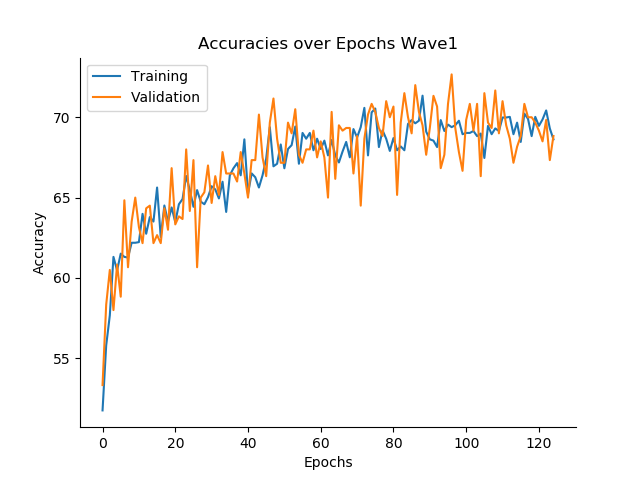 Accuracies over Epochs Wave1
Training
Validation
Accuracy
70
65
60
55
0 20 40 60 80 100 120
Epochs